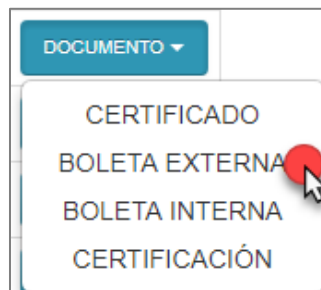 DOCUMENTO
CERTIFICADO
BOLETA EXTERNA
BOLETA INTERNA
CERTIFICACIÓN